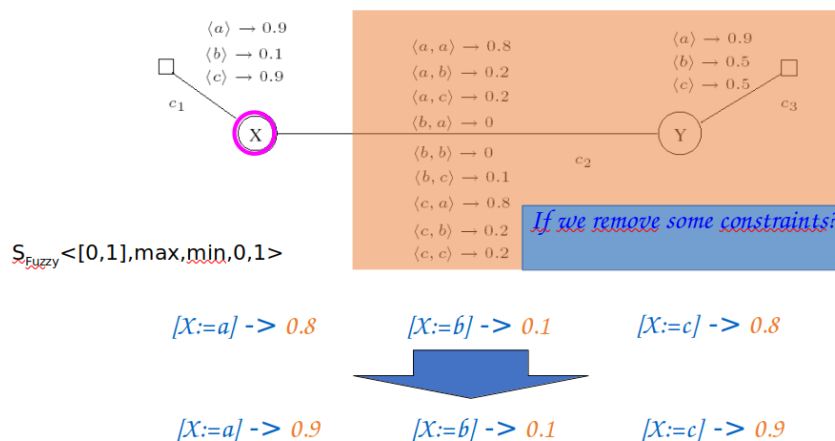 ⟨a⟩ → 0.9
⟨b⟩ → 0.1
⟨c⟩ → 0.9
c₁
X
⟨a, a⟩ → 0.8
⟨a, b⟩ → 0.2
⟨a, c⟩ → 0.2
⟨b, a⟩ → 0
⟨b, b⟩ → 0
⟨b, c⟩ → 0.1
⟨c, a⟩ → 0.8
⟨c, b⟩ → 0.2
⟨c, c⟩ → 0.2
c₂
⟨a⟩ → 0.9
⟨b⟩ → 0.5
⟨c⟩ → 0.5
c₃
Y
If we remove some constraints?
S_Fuzzy<[0,1],max,min,0,1>
[X:=a] -> 0.8 [X:=b] -> 0.1 [X:=c] -> 0.8
[X:=a] -> 0.9 [X:=b] -> 0.1 [X:=c] -> 0.9